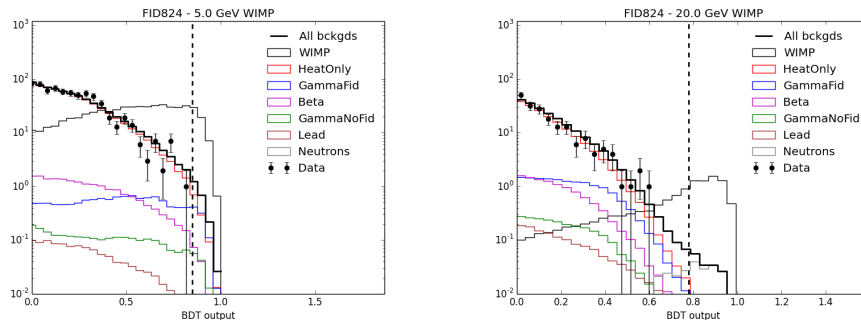 FID824 - 5.0 GeV WIMP
10³
10²
10¹
10⁰
10⁻¹
10⁻²
0.0 0.5 1.0 1.5
BDT output
All bckgds
WIMP
HeatOnly
GammaFid
Beta
GammaNoFid
Lead
Neutrons
Data
FID824 - 20.0 GeV WIMP
10³
10²
10¹
10⁰
10⁻¹
10⁻²
0.0 0.2 0.4 0.6 0.8 1.0 1.2 1.4
BDT output
All bckgds
WIMP
HeatOnly
GammaFid
Beta
GammaNoFid
Lead
Neutrons
Data